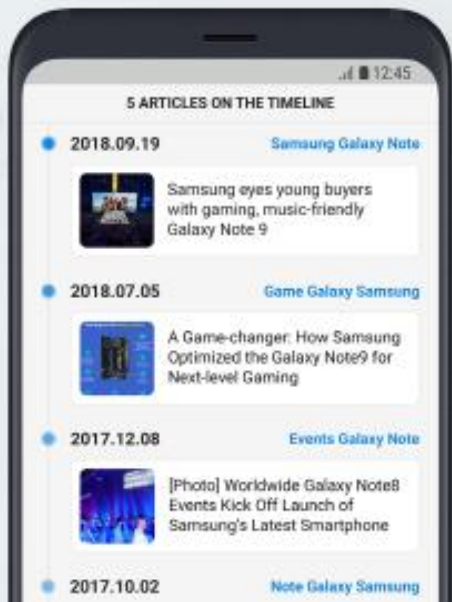 12:45
5 ARTICLES ON THE TIMELINE
2018.09.19 Samsung Galaxy Note
Samsung eyes young buyers
with gaming, music-friendly
Galaxy Note 9
2018.07.05 Game Galaxy Samsung
A Game-changer: How Samsung
Optimized the Galaxy Note9 for
Next-level Gaming
2017.12.08 Events Galaxy Note
[Photo] Worldwide Galaxy Note8
Events Kick Off Launch of
Samsung's Latest Smartphone
2017.10.02 Note Galaxy Samsung